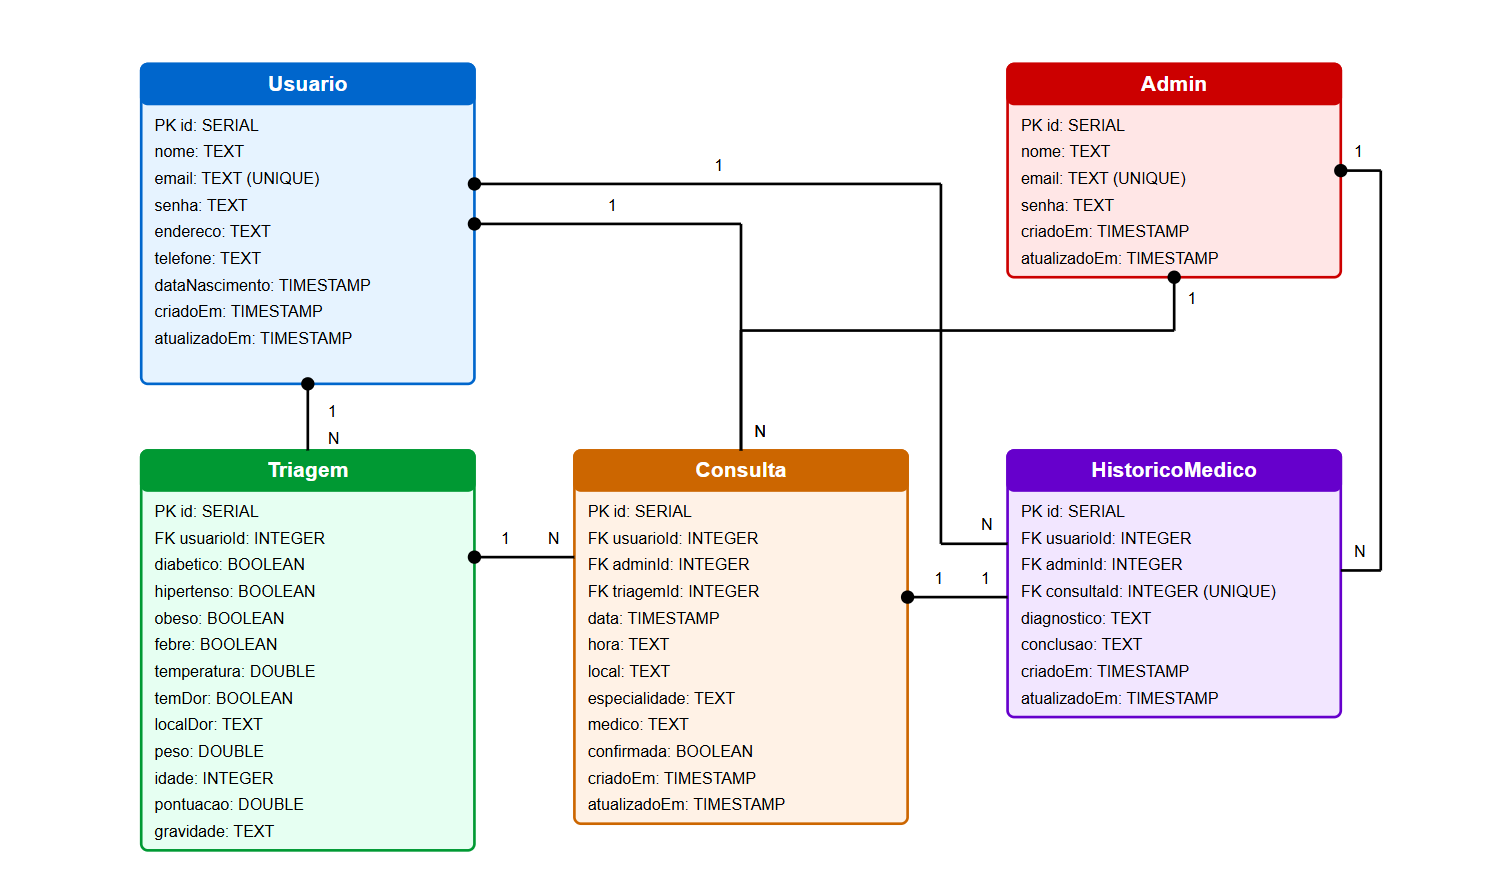 Usuario
PK id: SERIAL
nome: TEXT
email: TEXT (UNIQUE)
senha: TEXT
endereco: TEXT
telefone: TEXT
dataNascimento: TIMESTAMP
criadoEm: TIMESTAMP
atualizadoEm: TIMESTAMP
1
1
Admin
PK id: SERIAL
nome: TEXT
email: TEXT (UNIQUE)
senha: TEXT
criadoEm: TIMESTAMP
atualizadoEm: TIMESTAMP
1
1
1
N
N
Triagem
PK id: SERIAL
FK usuarioId: INTEGER
diabetico: BOOLEAN
hipertenso: BOOLEAN
obeso: BOOLEAN
febre: BOOLEAN
temperatura: DOUBLE
temDor: BOOLEAN
localDor: TEXT
peso: DOUBLE
idade: INTEGER
pontuacao: DOUBLE
gravidade: TEXT
1 N
Consulta
PK id: SERIAL
FK usuarioId: INTEGER
FK adminId: INTEGER
FK triagemId: INTEGER
data: TIMESTAMP
hora: TEXT
local: TEXT
especialidade: TEXT
medico: TEXT
confirmada: BOOLEAN
criadoEm: TIMESTAMP
atualizadoEm: TIMESTAMP
N
1 1
HistoricoMedico
PK id: SERIAL
FK usuarioId: INTEGER
FK adminId: INTEGER
FK consultaId: INTEGER (UNIQUE)
diagnostico: TEXT
conclusao: TEXT
criadoEm: TIMESTAMP
atualizadoEm: TIMESTAMP
N